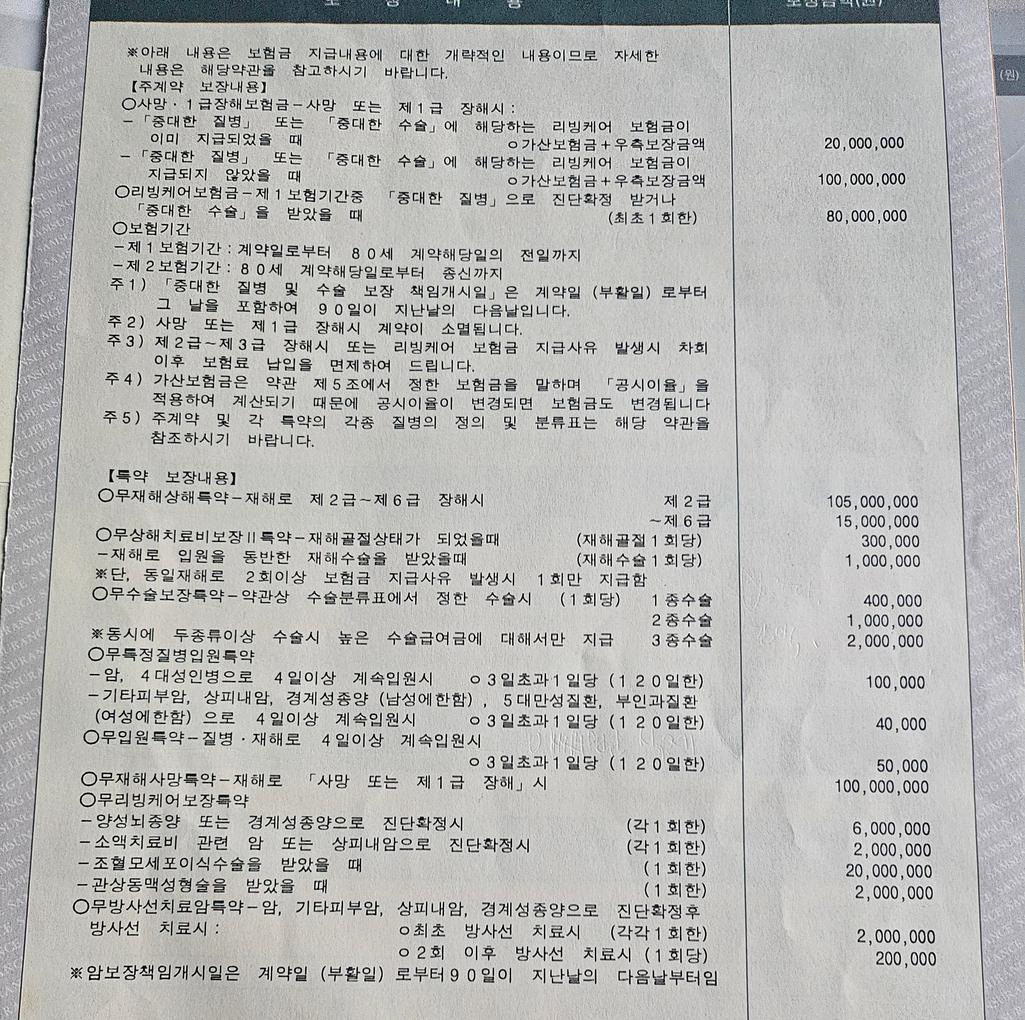 보 장 내 용 보장금액(원)
(원)
※아래 내용은 보험금 지급내용에 대한 개략적인 내용이므로 자세한
내용은 해당약관을 참고하시기 바랍니다.
【주계약 보장내용】
○사망·1급장해보험금-사망 또는 제1급 장해시:
-「중대한 질병」 또는 「중대한 수술」에 해당하는 리빙케어 보험금이
이미 지급되었을 때 ㅇ가산보험금+우측보장금액 20,000,000
-「중대한 질병」 또는 「중대한 수술」에 해당하는 리빙케어 보험금이
지급되지 않았을 때 ㅇ가산보험금+우측보장금액 100,000,000
○리빙케어보험금-제1보험기간중 「중대한 질병」으로 진단확정 받거나
「중대한 수술」을 받았을 때 (최초1회한) 80,000,000
○보험기간
-제1보험기간:계약일로부터 80세 계약해당일의 전일까지
-제2보험기간:80세 계약해당일로부터 종신까지
주1) 「중대한 질병 및 수술 보장 책임개시일」은 계약일(부활일)로부터
그 날을 포함하여 90일이 지난날의 다음날입니다.
주2) 사망 또는 제1급 장해시 계약이 소멸됩니다.
주3) 제2급~제3급 장해시 또는 리빙케어 보험금 지급사유 발생시 차회
이후 보험료 납입을 면제하여 드립니다.
주4) 가산보험금은 약관 제5조에서 정한 보험금을 말하며 「공시이율」을
적용하여 계산되기 때문에 공시이율이 변경되면 보험금도 변경됩니다
주5) 주계약 및 각 특약의 각종 질병의 정의 및 분류표는 해당 약관을
참조하시기 바랍니다.
【특약 보장내용】
○무재해상해특약-재해로 제2급~제6급 장해시 제2급 105,000,000
~제6급 15,000,000
○무상해치료비보장Ⅱ특약-재해골절상태가 되었을때 (재해골절1회당) 300,000
-재해로 입원을 동반한 재해수술을 받았을때 (재해수술1회당) 1,000,000
※단, 동일재해로 2회이상 보험금 지급사유 발생시 1회만 지급함
○무수술보장특약-약관상 수술분류표에서 정한 수술시 (1회당) 1종수술 400,000
2종수술 1,000,000
※동시에 두종류이상 수술시 높은 수술급여금에 대해서만 지급 3종수술 2,000,000
○무특정질병입원특약
-암, 4대성인병으로 4일이상 계속입원시 ㅇ3일초과1일당(120일한) 100,000
-기타피부암, 상피내암, 경계성종양(남성에한함), 5대만성질환, 부인과질환
(여성에한함)으로 4일이상 계속입원시 ㅇ3일초과1일당(120일한) 40,000
○무입원특약-질병·재해로 4일이상 계속입원시
ㅇ3일초과1일당(120일한) 50,000
○무재해사망특약-재해로 「사망 또는 제1급 장해」시 100,000,000
○무리빙케어보장특약
-양성뇌종양 또는 경계성종양으로 진단확정시 (각1회한) 6,000,000
-소액치료비 관련 암 또는 상피내암으로 진단확정시 (각1회한) 2,000,000
-조혈모세포이식수술을 받았을 때 (1회한) 20,000,000
-관상동맥성형술을 받았을 때 (1회한) 2,000,000
○무방사선치료암특약-암, 기타피부암, 상피내암, 경계성종양으로 진단확정후
방사선 치료시: ㅇ최초 방사선 치료시 (각각1회한) 2,000,000
ㅇ2회 이후 방사선 치료시(1회당) 200,000
※암보장책임개시일은 계약일(부활일)로부터90일이 지난날의 다음날부터임